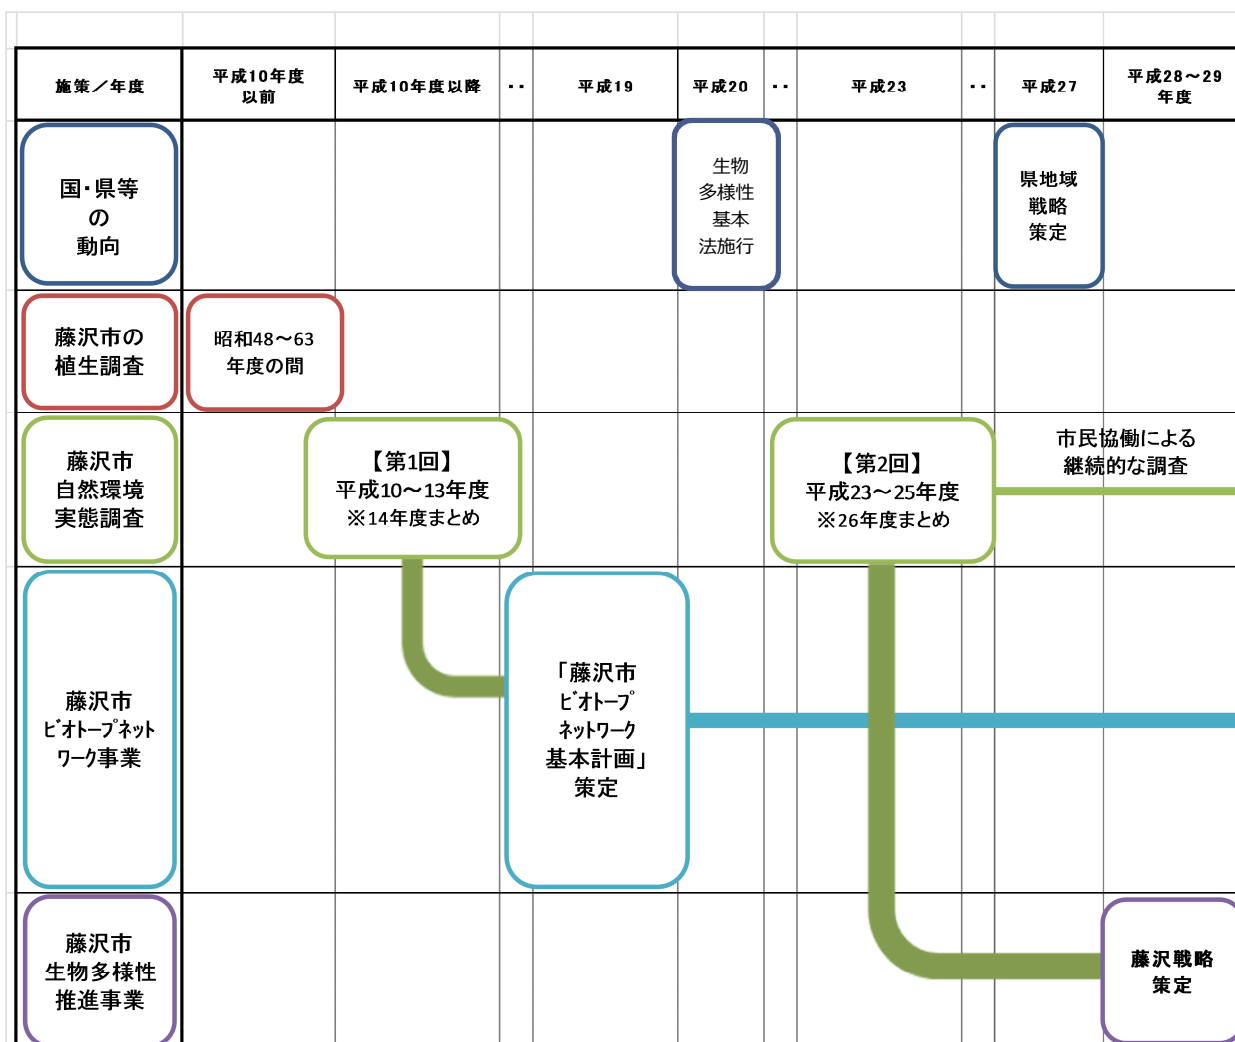 施策／年度
平成10年度
以前
平成10年度以降
・・
平成19
平成20
・・
平成23
・・
平成27
平成28～29
年度
国・県等
の
動向
生物
多様性
基本
法施行
県地域
戦略
策定
藤沢市の
植生調査
昭和48～63
年度の間
藤沢市
自然環境
実態調査
【第1回】
平成10～13年度
※14年度まとめ
【第2回】
平成23～25年度
※26年度まとめ
市民協働による
継続的な調査
藤沢市
ﾋﾞｵﾄｰﾌﾟﾈｯﾄ
ﾜｰｸ事業
「藤沢市
ﾋﾞｵﾄｰﾌﾟ
ﾈｯﾄﾜｰｸ
基本計画」
策定
藤沢市
生物多様性
推進事業
藤沢戦略
策定